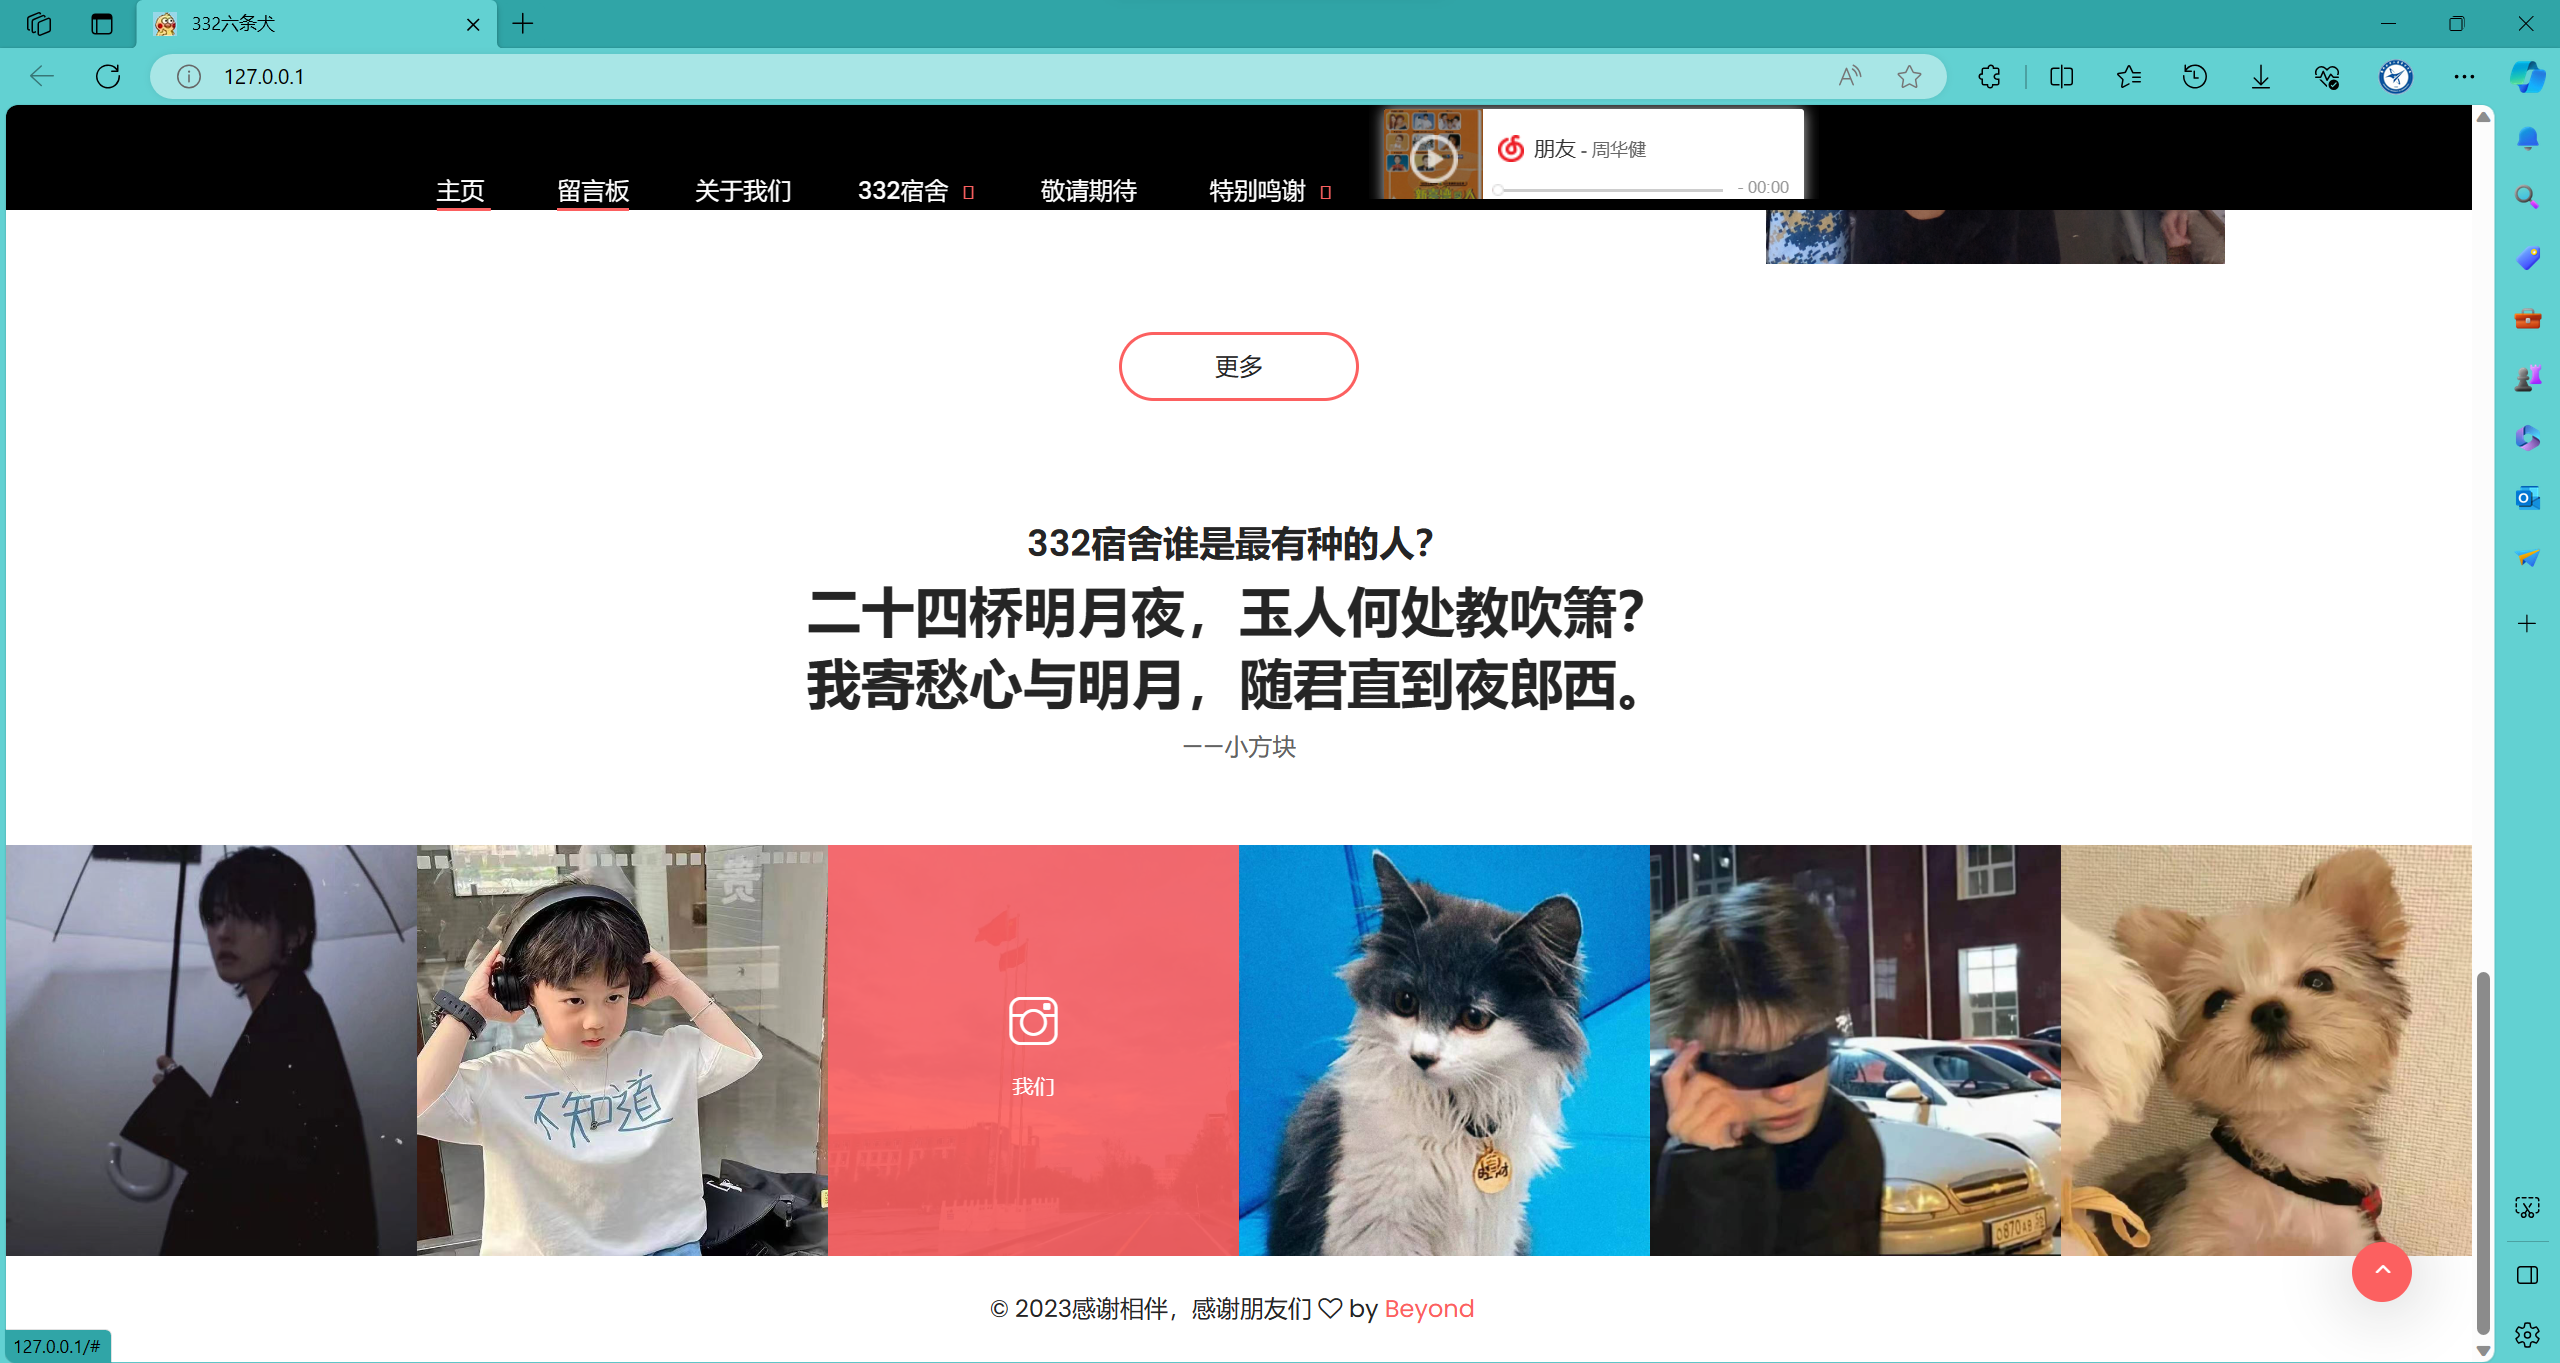 332六条犬
127.0.0.1
朋友 - 周华健
- 00:00
主页
留言板
关于我们
332宿舍
敬请期待
特别鸣谢
更多
332宿舍谁是最有种的人？
二十四桥明月夜，玉人何处教吹箫？
我寄愁心与明月，随君直到夜郎西。
——小方块
贵
不知道
我们
旺财
© 2023感谢相伴，感谢朋友们 ♡ by Beyond
127.0.0.1/#